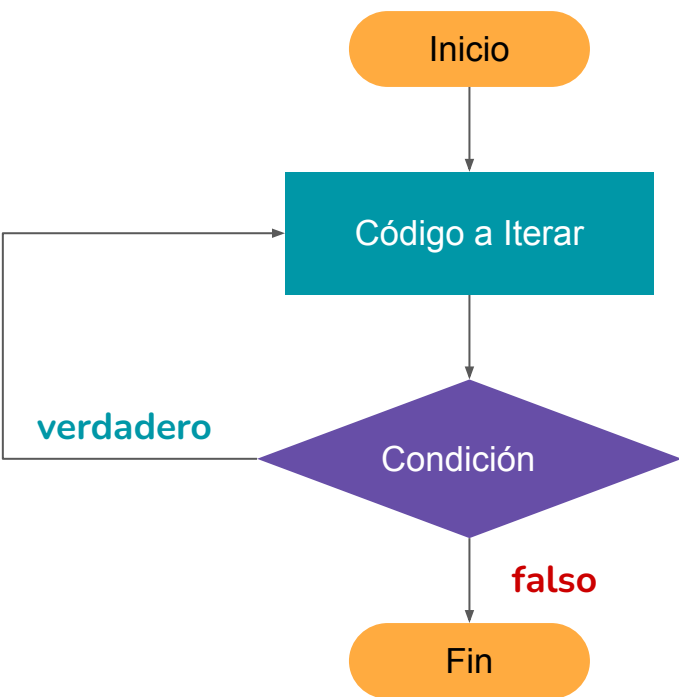 Inicio
Código a Iterar
verdadero
Condición
falso
Fin